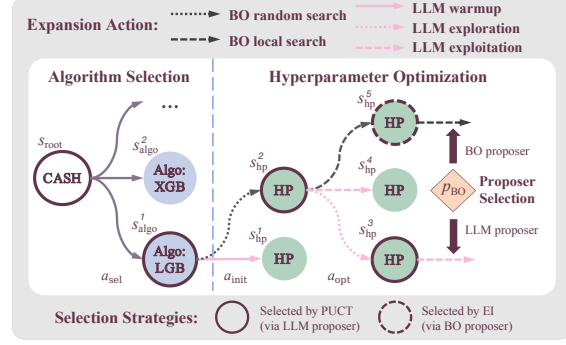 Expansion Action:
BO random search
LLM warmup
LLM exploration
BO local search
LLM exploitation
Algorithm Selection
Hyperparameter Optimization
...
s_root
CASH
s²_algo
Algo:
XGB
s¹_algo
Algo:
LGB
a_sel
s²_hp
HP
s¹_hp
HP
a_init
s⁵_hp
HP
s⁴_hp
HP
s³_hp
HP
a_opt
BO proposer
p_BO
Proposer
Selection
LLM proposer
Selection Strategies:
Selected by PUCT
(via LLM proposer)
Selected by EI
(via BO proposer)